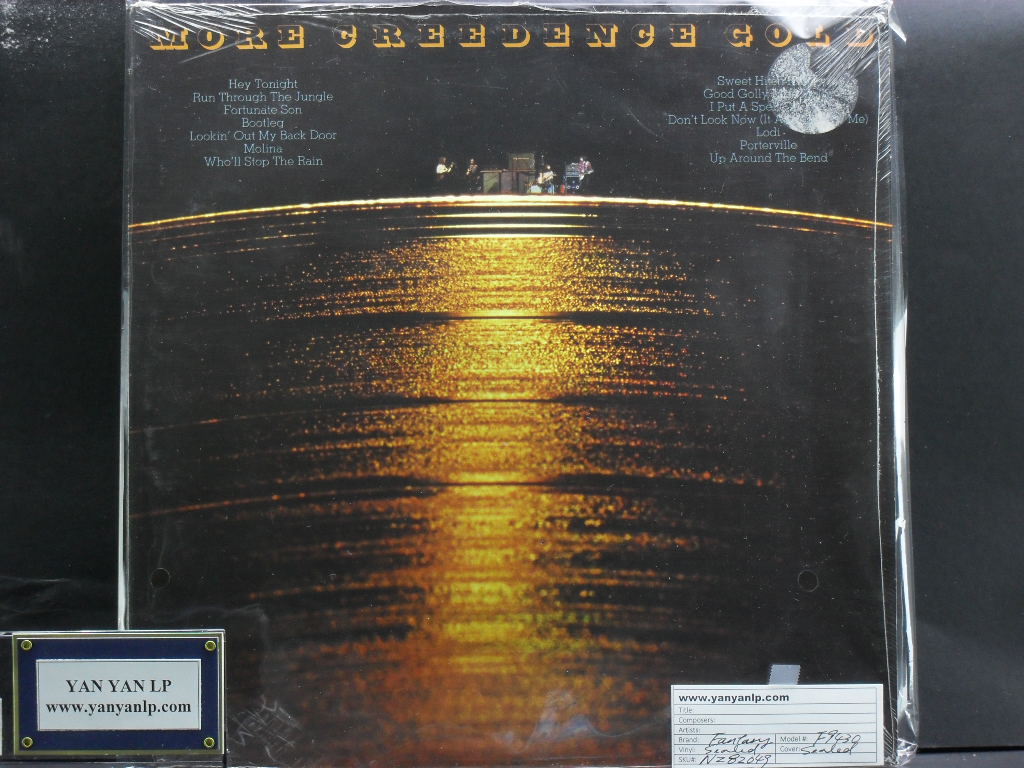 MORE CREEDENCE GOLD
Hey Tonight
Run Through The Jungle
Fortunate Son
Bootleg
Lookin' Out My Back Door
Molina
Who'll Stop The Rain
Sweet
Good Golly
I Put A
Don't Look Now (It Me)
Lodi
Porterville
Up Around The Bend
YAN YAN LP
www.yanyanlp.com
www.yanyanlp.com
Title:
Composers:
Artists:
Brand: Fantasy Model #: F9430
Vinyl: Sealed Cover: Sealed
SKU#: NZ82049